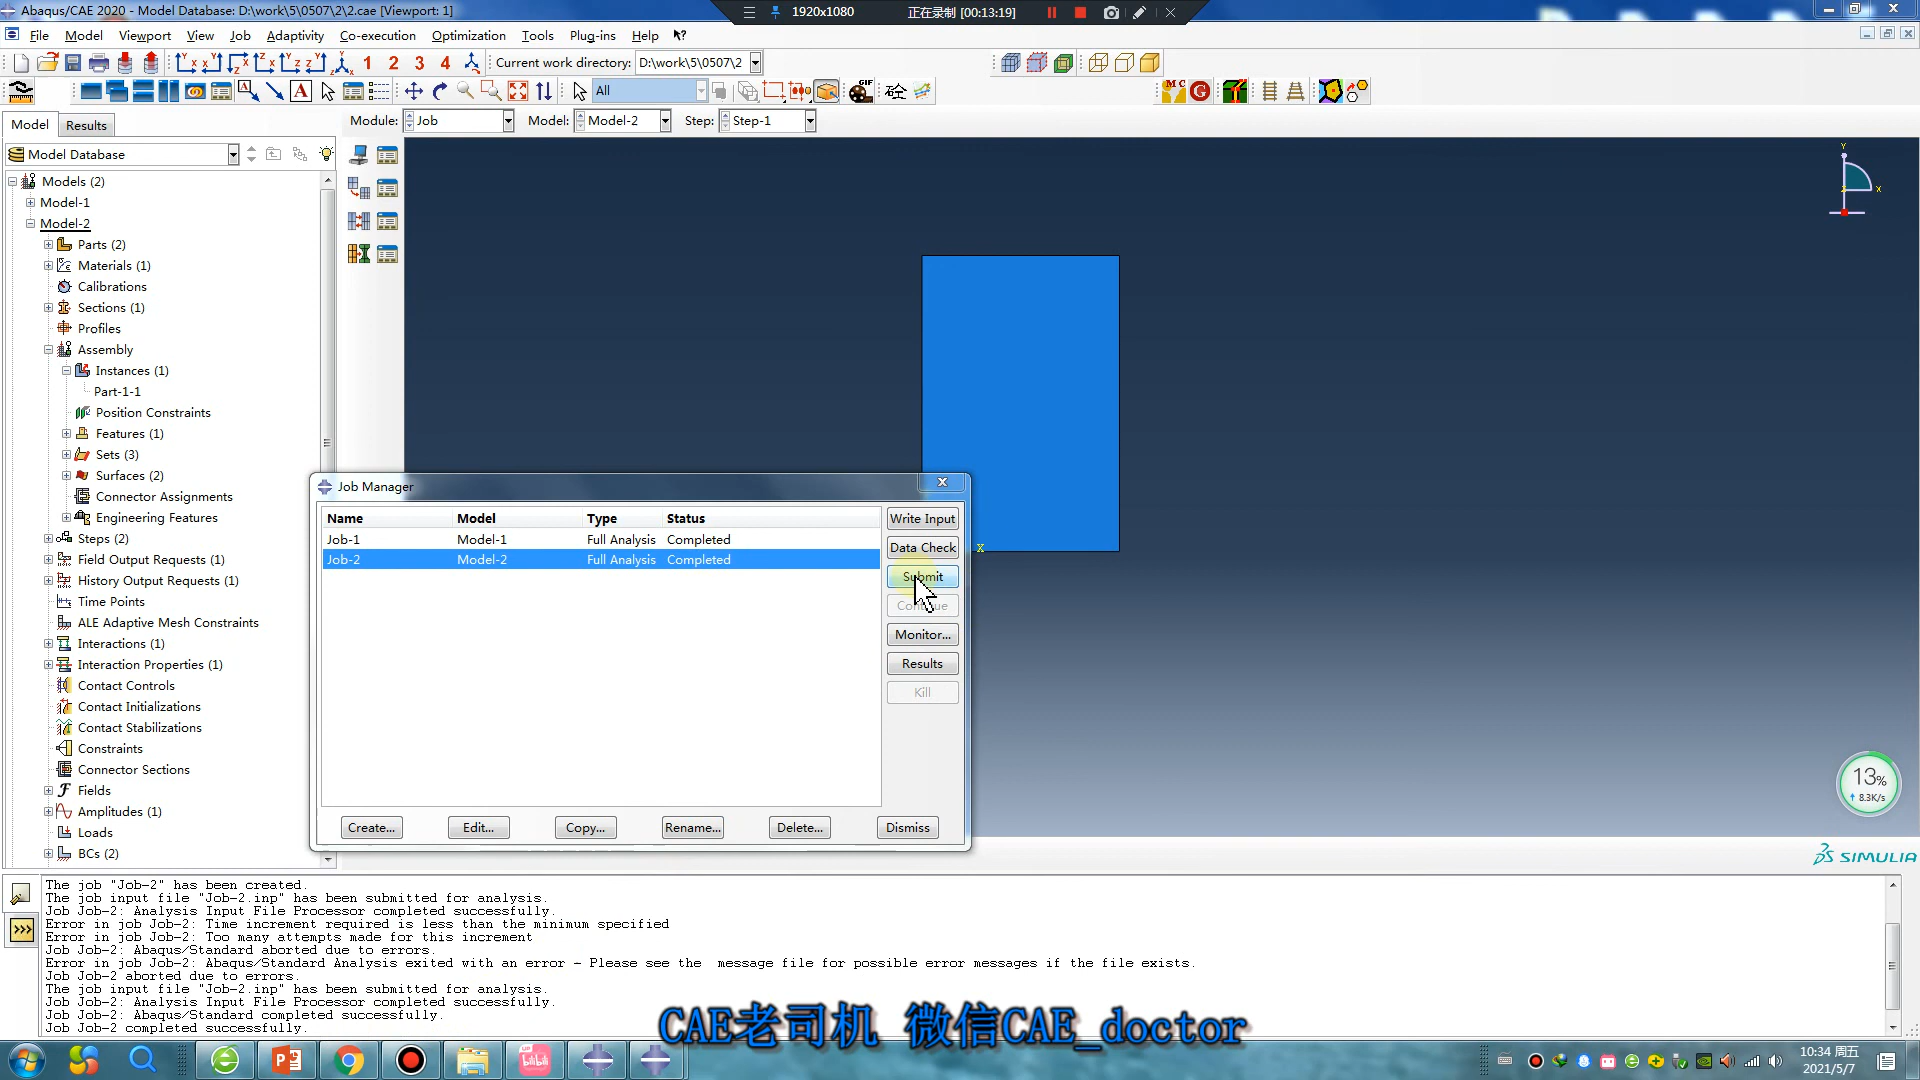 Abaqus/CAE 2020 - Model Database: D:\work\5\0507\2\2.cae [Viewport: 1]
1920x1080
正在录制 [00:13:19]
File Model Viewport View Job Adaptivity Co-execution Optimization Tools Plug-ins Help
1 2 3 4
Current work directory: D:\work\5\0507\2
All
GIF
Model Results
Module: Job Model: Model-2 Step: Step-1
Model Database
Models (2)
Model-1
Model-2
Parts (2)
Materials (1)
Calibrations
Sections (1)
Profiles
Assembly
Instances (1)
Part-1-1
Position Constraints
Features (1)
Sets (3)
Surfaces (2)
Connector Assignments
Engineering Features
Steps (2)
Field Output Requests (1)
History Output Requests (1)
Time Points
ALE Adaptive Mesh Constraints
Interactions (1)
Interaction Properties (1)
Contact Controls
Contact Initializations
Contact Stabilizations
Constraints
Connector Sections
Fields
Amplitudes (1)
Loads
BCs (2)
Y
X
X
Job Manager
Name Model Type Status
Job-1 Model-1 Full Analysis Completed
Job-2 Model-2 Full Analysis Completed
Write Input
Data Check
Submit
Continue
Monitor...
Results
Kill
Create... Edit... Copy... Rename... Delete... Dismiss
13%
8.3K/s
SIMULIA
The job "Job-2" has been created.
The job input file "Job-2.inp" has been submitted for analysis.
Job Job-2: Analysis Input File Processor completed successfully.
Error in job Job-2: Time increment required is less than the minimum specified
Error in job Job-2: Too many attempts made for this increment
Job Job-2: Abaqus/Standard aborted due to errors.
Error in job Job-2: Abaqus/Standard Analysis exited with an error - Please see the  message file for possible error messages if the file exists.
Job Job-2 aborted due to errors.
The job input file "Job-2.inp" has been submitted for analysis.
Job Job-2: Analysis Input File Processor completed successfully.
Job Job-2: Abaqus/Standard completed successfully.
Job Job-2 completed successfully.
CAE老司机 微信CAE_doctor
bilibili
10:34 周五
2021/5/7